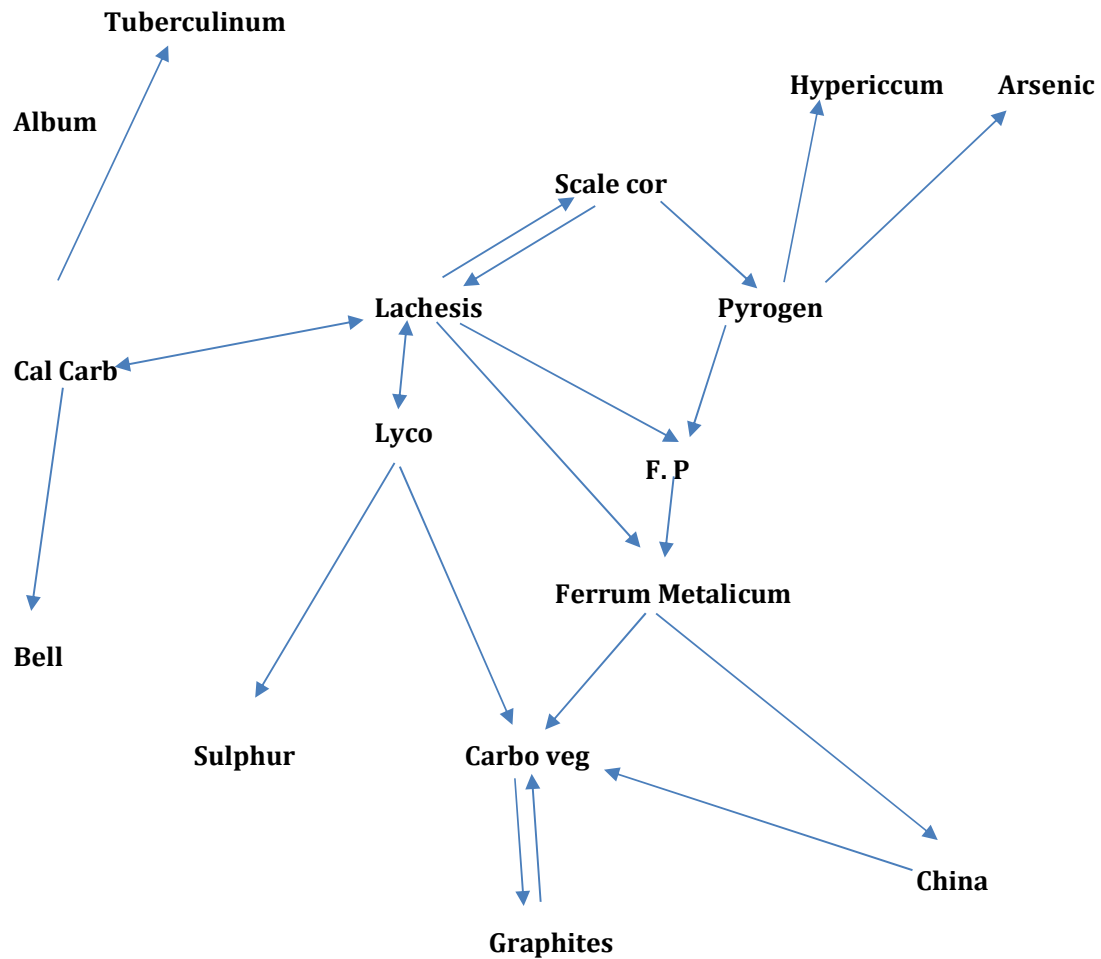 Tuberculinum
Hypericcum
Arsenic
Album
Scale cor
Lachesis
Pyrogen
Cal Carb
Lyco
F. P
Ferrum Metalicum
Bell
Sulphur
Carbo veg
China
Graphites